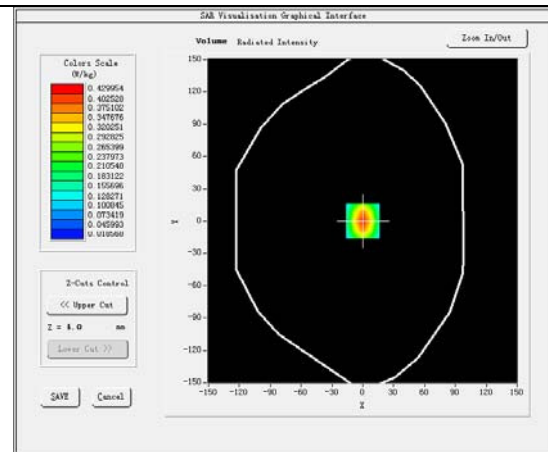 SAR Visualisation Graphical Interface
Colors Scale
(W/kg)
0.429954
0.402528
0.375102
0.347676
0.320251
0.292825
0.265399
0.237973
0.210548
0.183122
0.155696
0.128271
0.100845
0.073419
0.045993
0.018568
Z-Cuts Control
<< Upper Cut
Z = 4.0 mm
Lower Cut >>
SAVE Cancel
Volume Radiated Intensity
Zoom In/Out
150
120
90
60
30
0
-30
-60
-90
-120
-150
Y
-150 -120 -90 -60 -30 0 30 60 90 120 150
X